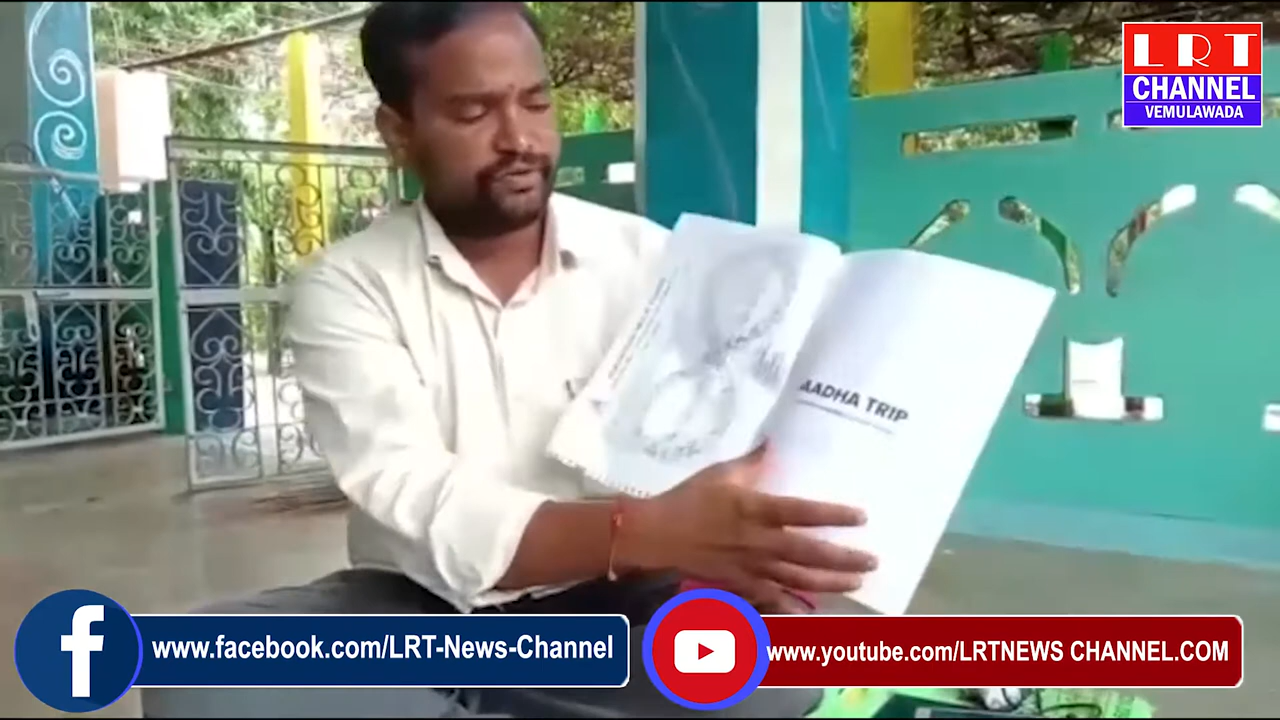 LRT
CHANNEL
VEMULAWADA
AADHA TRIP
www.facebook.com/LRT-News-Channel
www.youtube.com/LRTNEWS CHANNEL.COM